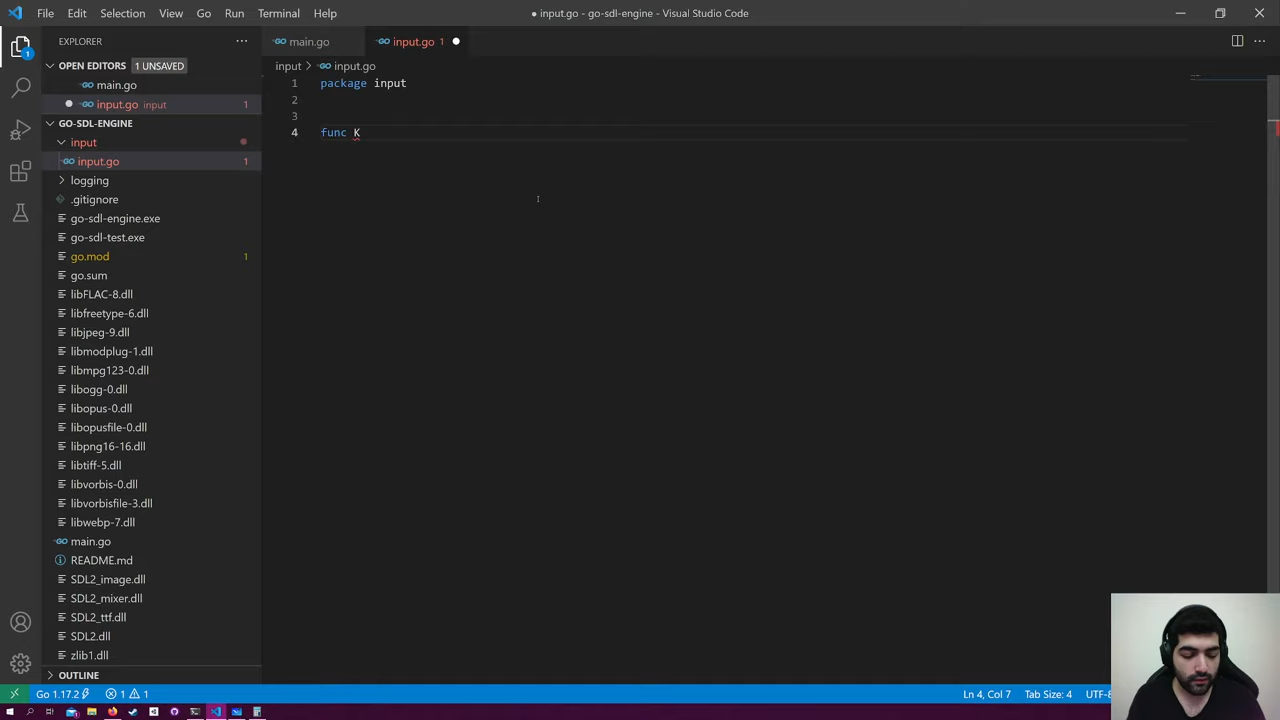 File Edit Selection View Go Run Terminal Help
● input.go - go-sdl-engine - Visual Studio Code
EXPLORER
main.go
input.go 1
OPEN EDITORS 1 UNSAVED
main.go
input.go input 1
GO-SDL-ENGINE
input
input.go 1
logging
.gitignore
go-sdl-engine.exe
go-sdl-test.exe
go.mod 1
go.sum
libFLAC-8.dll
libfreetype-6.dll
libjpeg-9.dll
libmodplug-1.dll
libmpg123-0.dll
libogg-0.dll
libopus-0.dll
libopusfile-0.dll
libpng16-16.dll
libtiff-5.dll
libvorbis-0.dll
libvorbisfile-3.dll
libwebp-7.dll
main.go
README.md
SDL2_image.dll
SDL2_mixer.dll
SDL2_ttf.dll
SDL2.dll
zlib1.dll
OUTLINE
input > input.go
1 package input
2
3
4 func K
Go 1.17.2 1 1
Ln 4, Col 7 Tab Size: 4 UTF-8